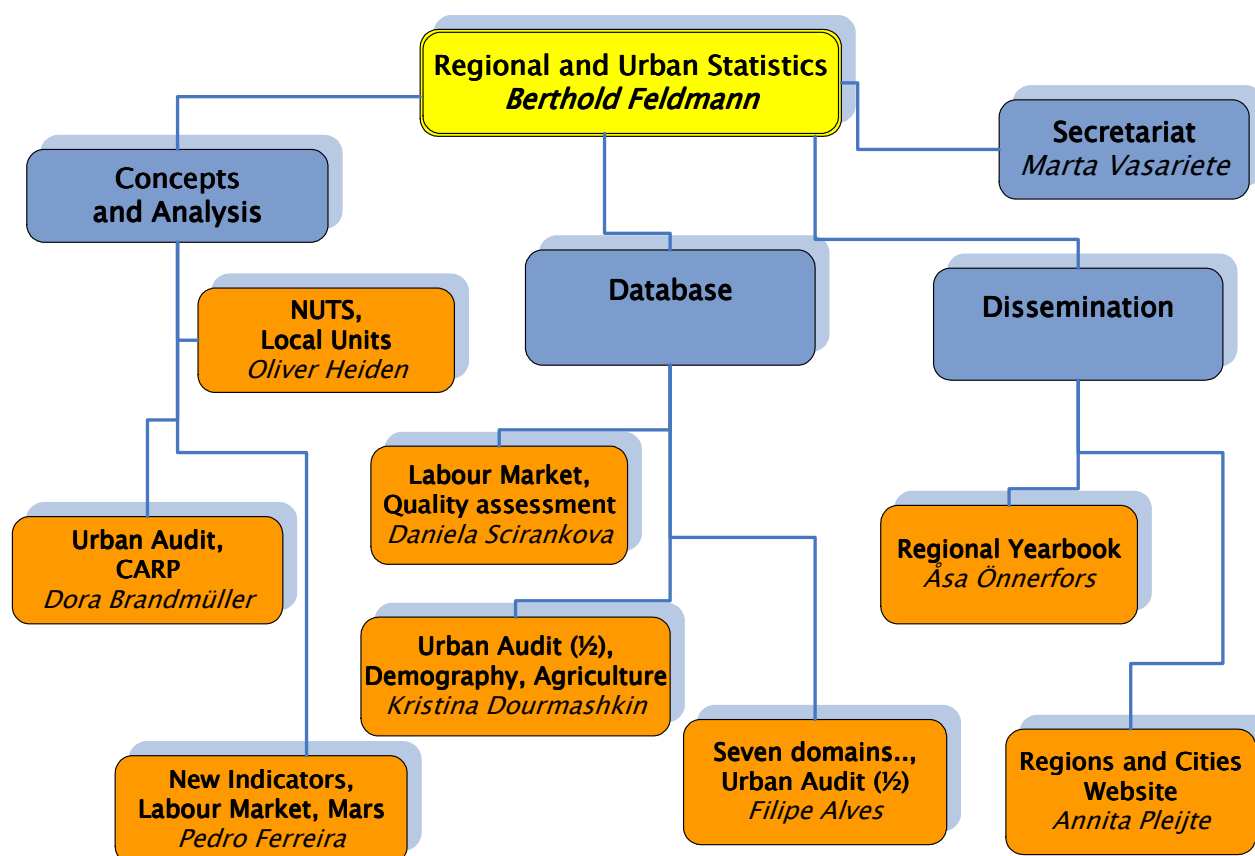 Regional and Urban Statistics
Berthold Feldmann
Secretariat
Marta Vasariete
Concepts
and Analysis
Database
Dissemination
NUTS,
Local Units
Oliver Heiden
Labour Market,
Quality assessment
Daniela Scirankova
Urban Audit,
CARP
Dora Brandmüller
Regional Yearbook
Åsa Önnerfors
Urban Audit (½),
Demography, Agriculture
Kristina Dourmashkin
New Indicators,
Labour Market, Mars
Pedro Ferreira
Seven domains..,
Urban Audit (½)
Filipe Alves
Regions and Cities
Website
Annita Pleijte